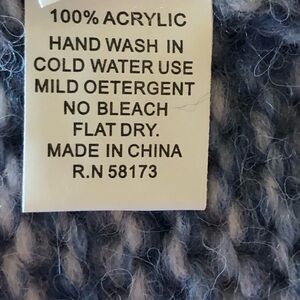 100% ACRYLIC
HAND WASH IN
COLD WATER USE
MILD OETERGENT
NO BLEACH
FLAT DRY.
MADE IN CHINA
R.N 58173